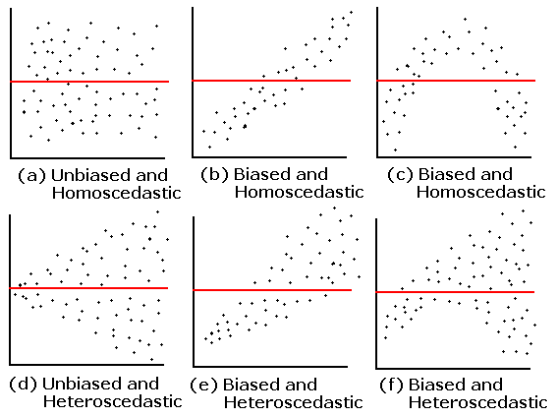 (a) Unbiased and
Homoscedastic
(b) Biased and
Homoscedastic
(c) Biased and
Homoscedastic
(d) Unbiased and
Heteroscedastic
(e) Biased and
Heteroscedastic
(f) Biased and
Heteroscedastic